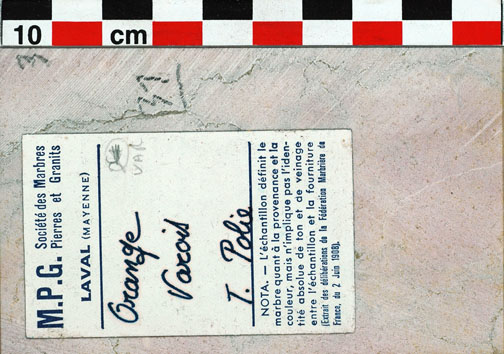 10 cm
M.P.G. Société des Marbres
Pierres et Granits
LAVAL (MAYENNE)
VAR
Orange
Varois
T. Polie
NOTA. — L'échantillon définit le
marbre quant à la provenance et la
couleur, mais n'implique pas l'iden-
tité absolue de ton et de veinage
entre l'échantillon et la fourniture
(Extrait des délibérations de la Fédération Marbrière de
France, du 2 Juin 1908).